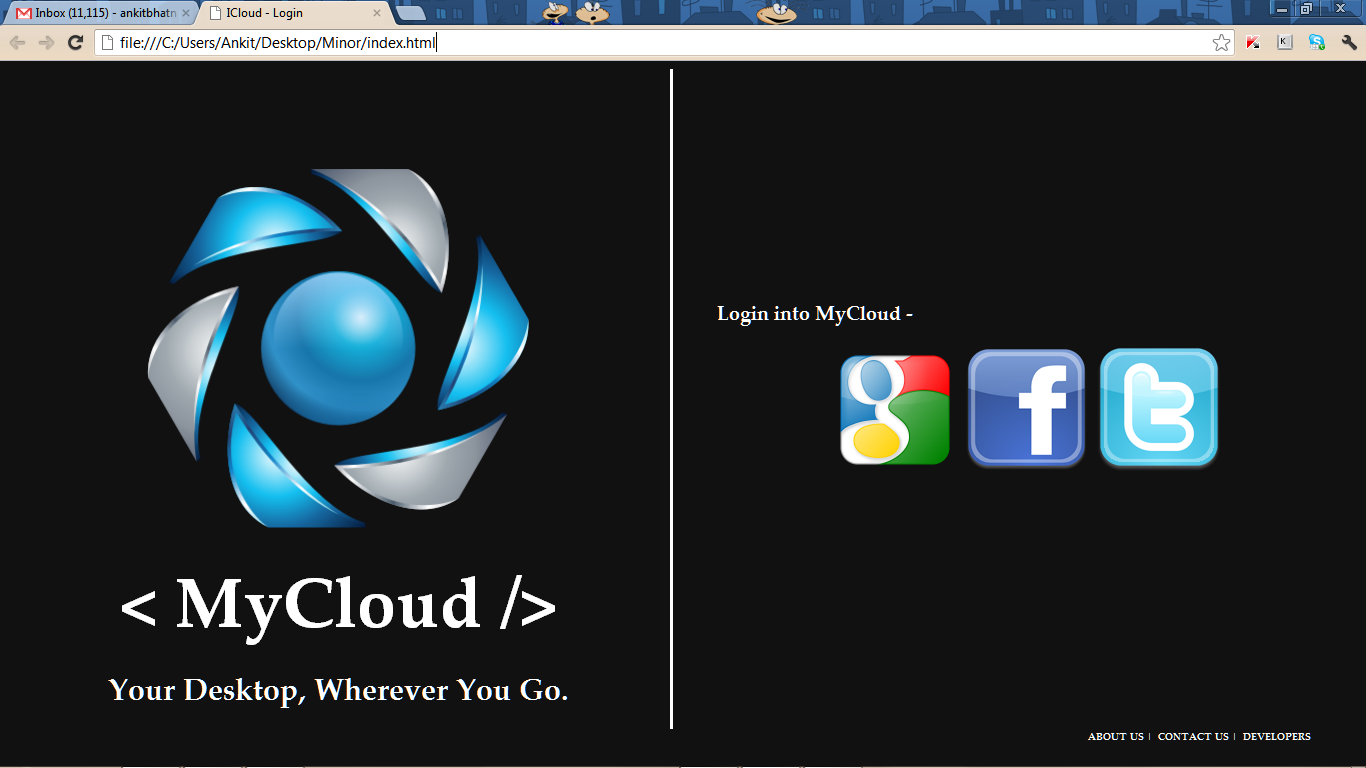 Inbox (11,115) - ankitbhatn
ICloud - Login
file:///C:/Users/Ankit/Desktop/Minor/index.html
Login into MyCloud -
< MyCloud />
Your Desktop, Wherever You Go.
ABOUT US | CONTACT US | DEVELOPERS